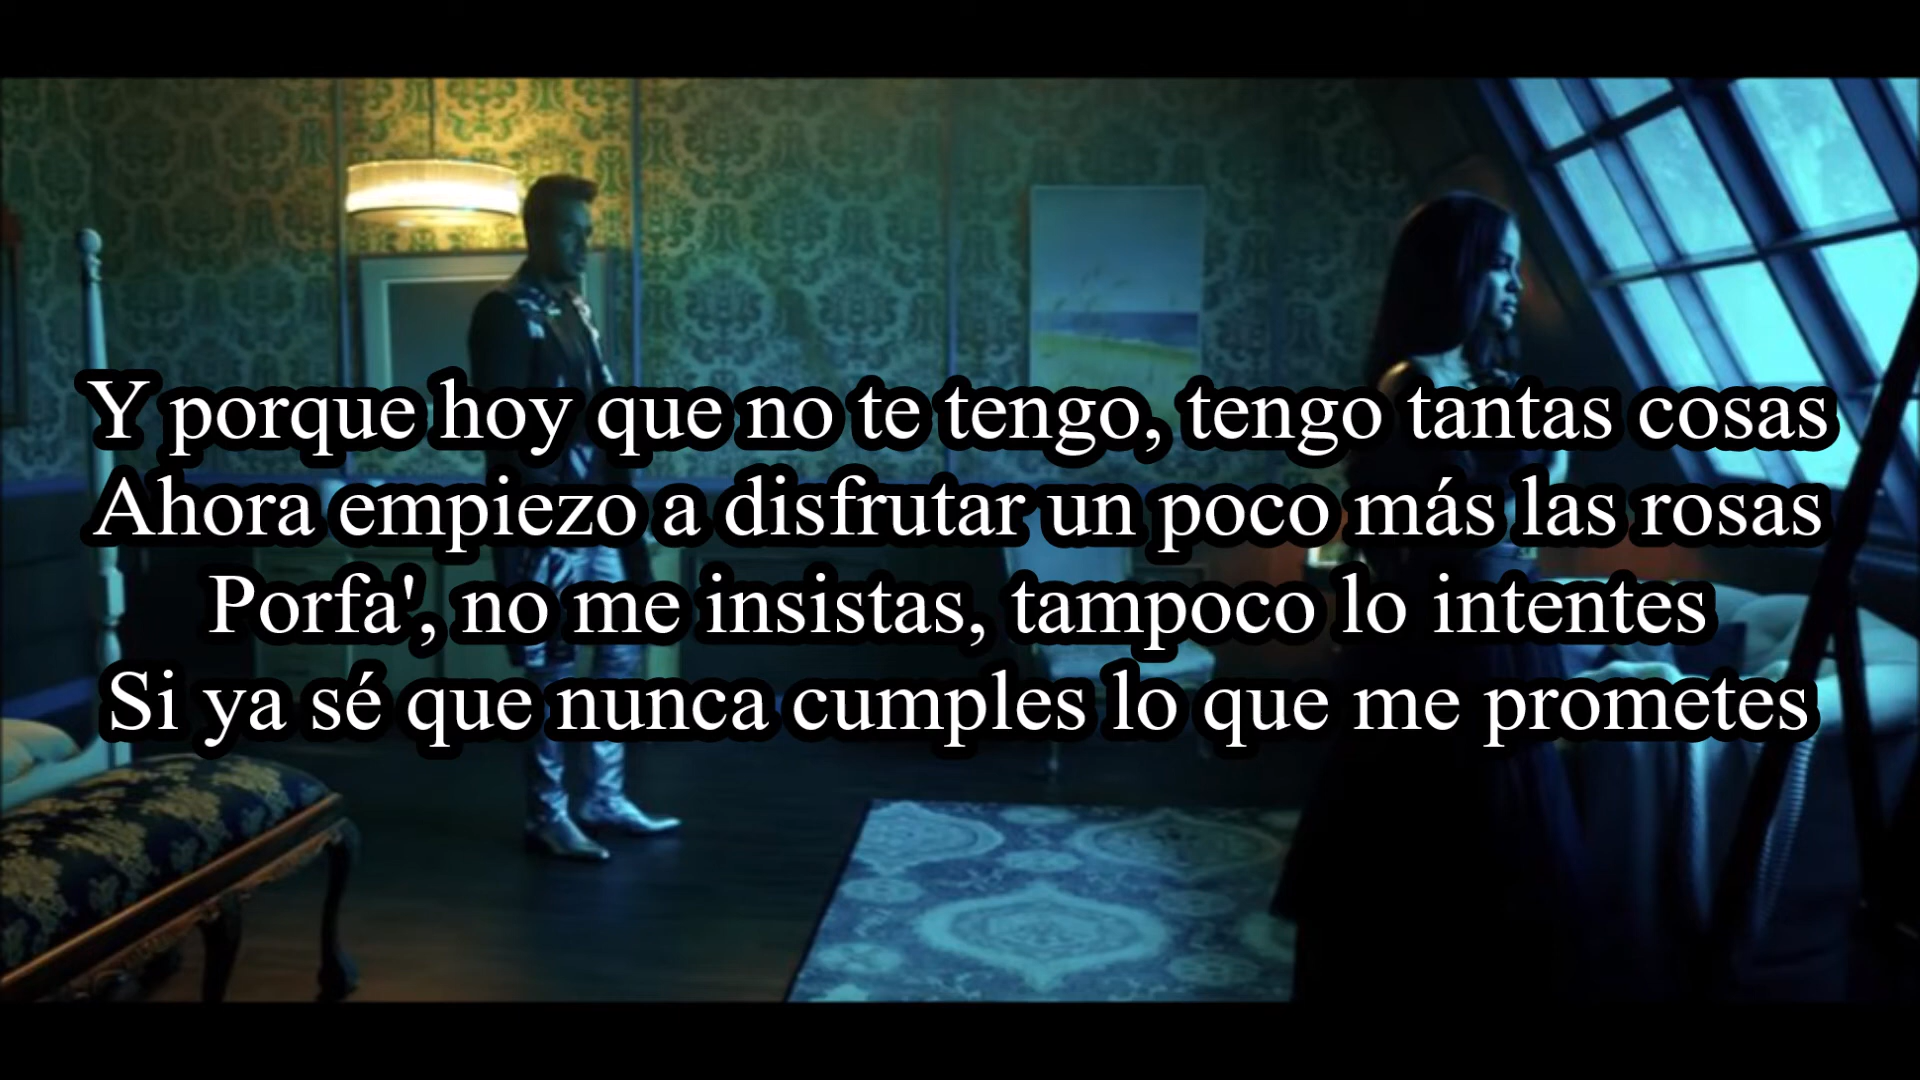 Y porque hoy que no te tengo, tengo tantas cosas
Ahora empiezo a disfrutar un poco más las rosas
Porfa', no me insistas, tampoco lo intentes
Si ya sé que nunca cumples lo que me prometes